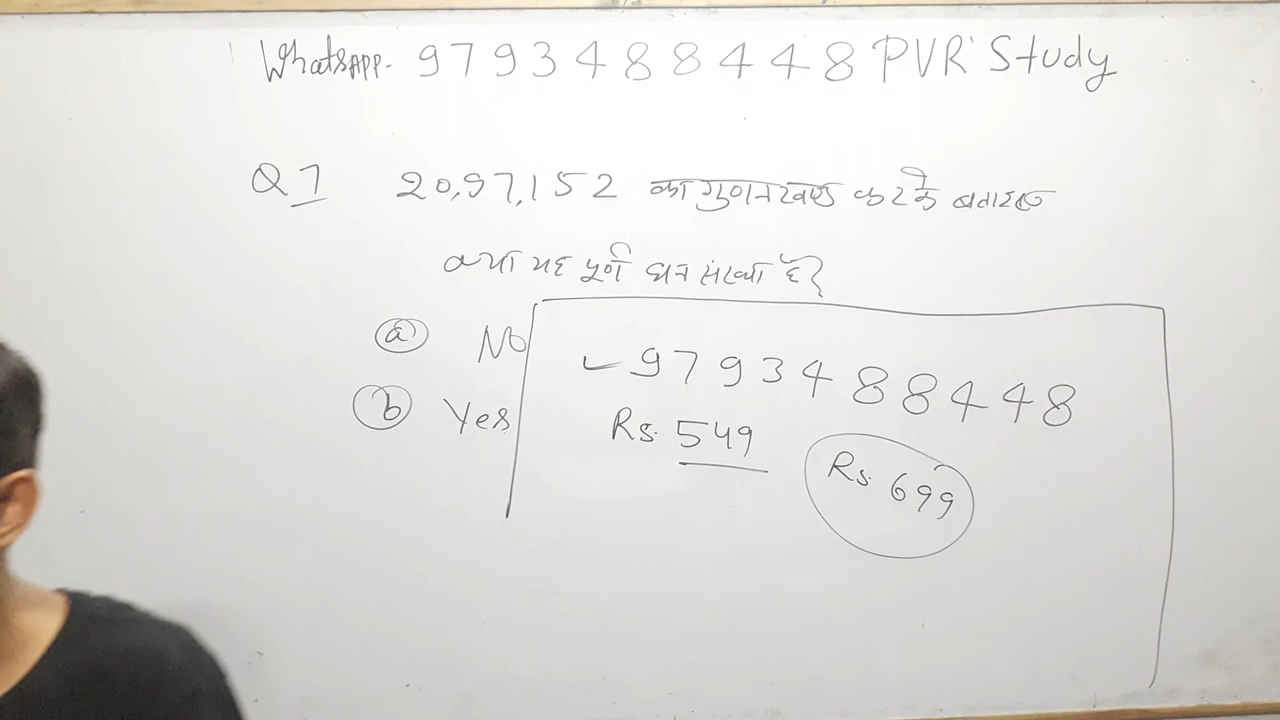 WhatsAPP- 9793488448 PVR Study
Q1 20,97,152 का गुणनखण्ड करके बताइए
क्या यह पूर्ण घन संख्या है?
(a) No
(b) Yes
9793488448
Rs. 549
Rs. 699